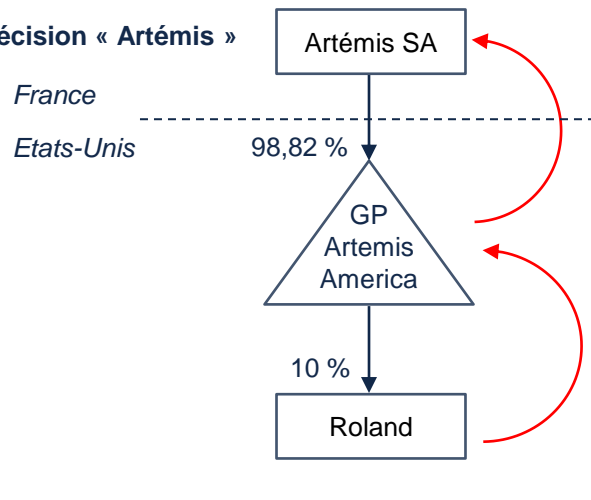 écision « Artémis »
Artémis SA
France
Etats-Unis
98,82 %
GP
Artemis
America
10 %
Roland